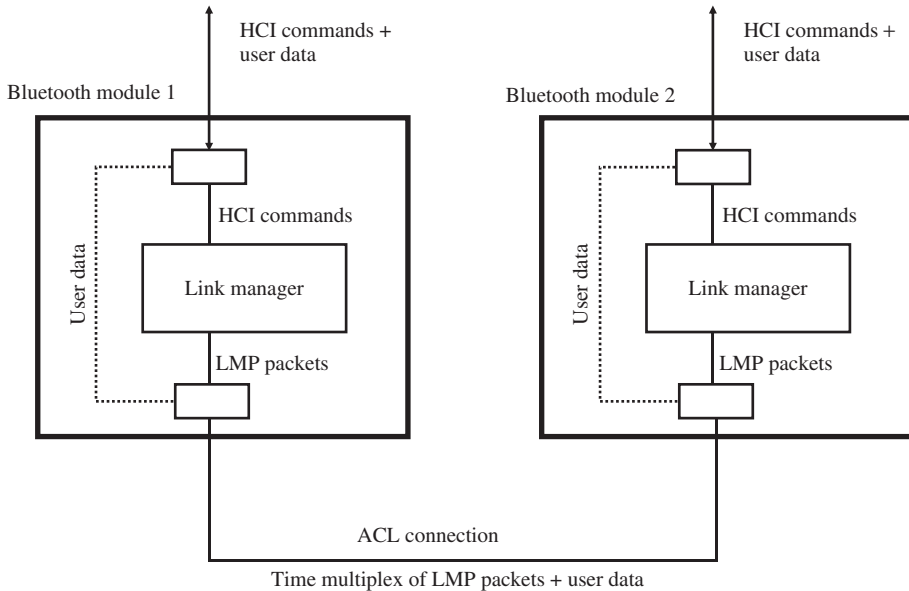 HCI commands +
user data
HCI commands +
user data
Bluetooth module 1
Bluetooth module 2
HCI commands
HCI commands
User data
Link manager
User data
Link manager
LMP packets
LMP packets
ACL connection
Time multiplex of LMP packets + user data